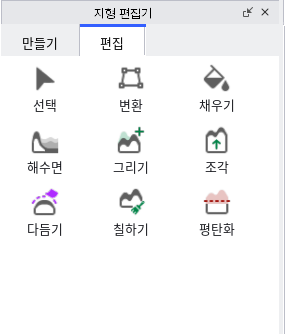 지형 편집기
만들기 편집
선택 변환 채우기
해수면 그리기 조각
다듬기 칠하기 평탄화